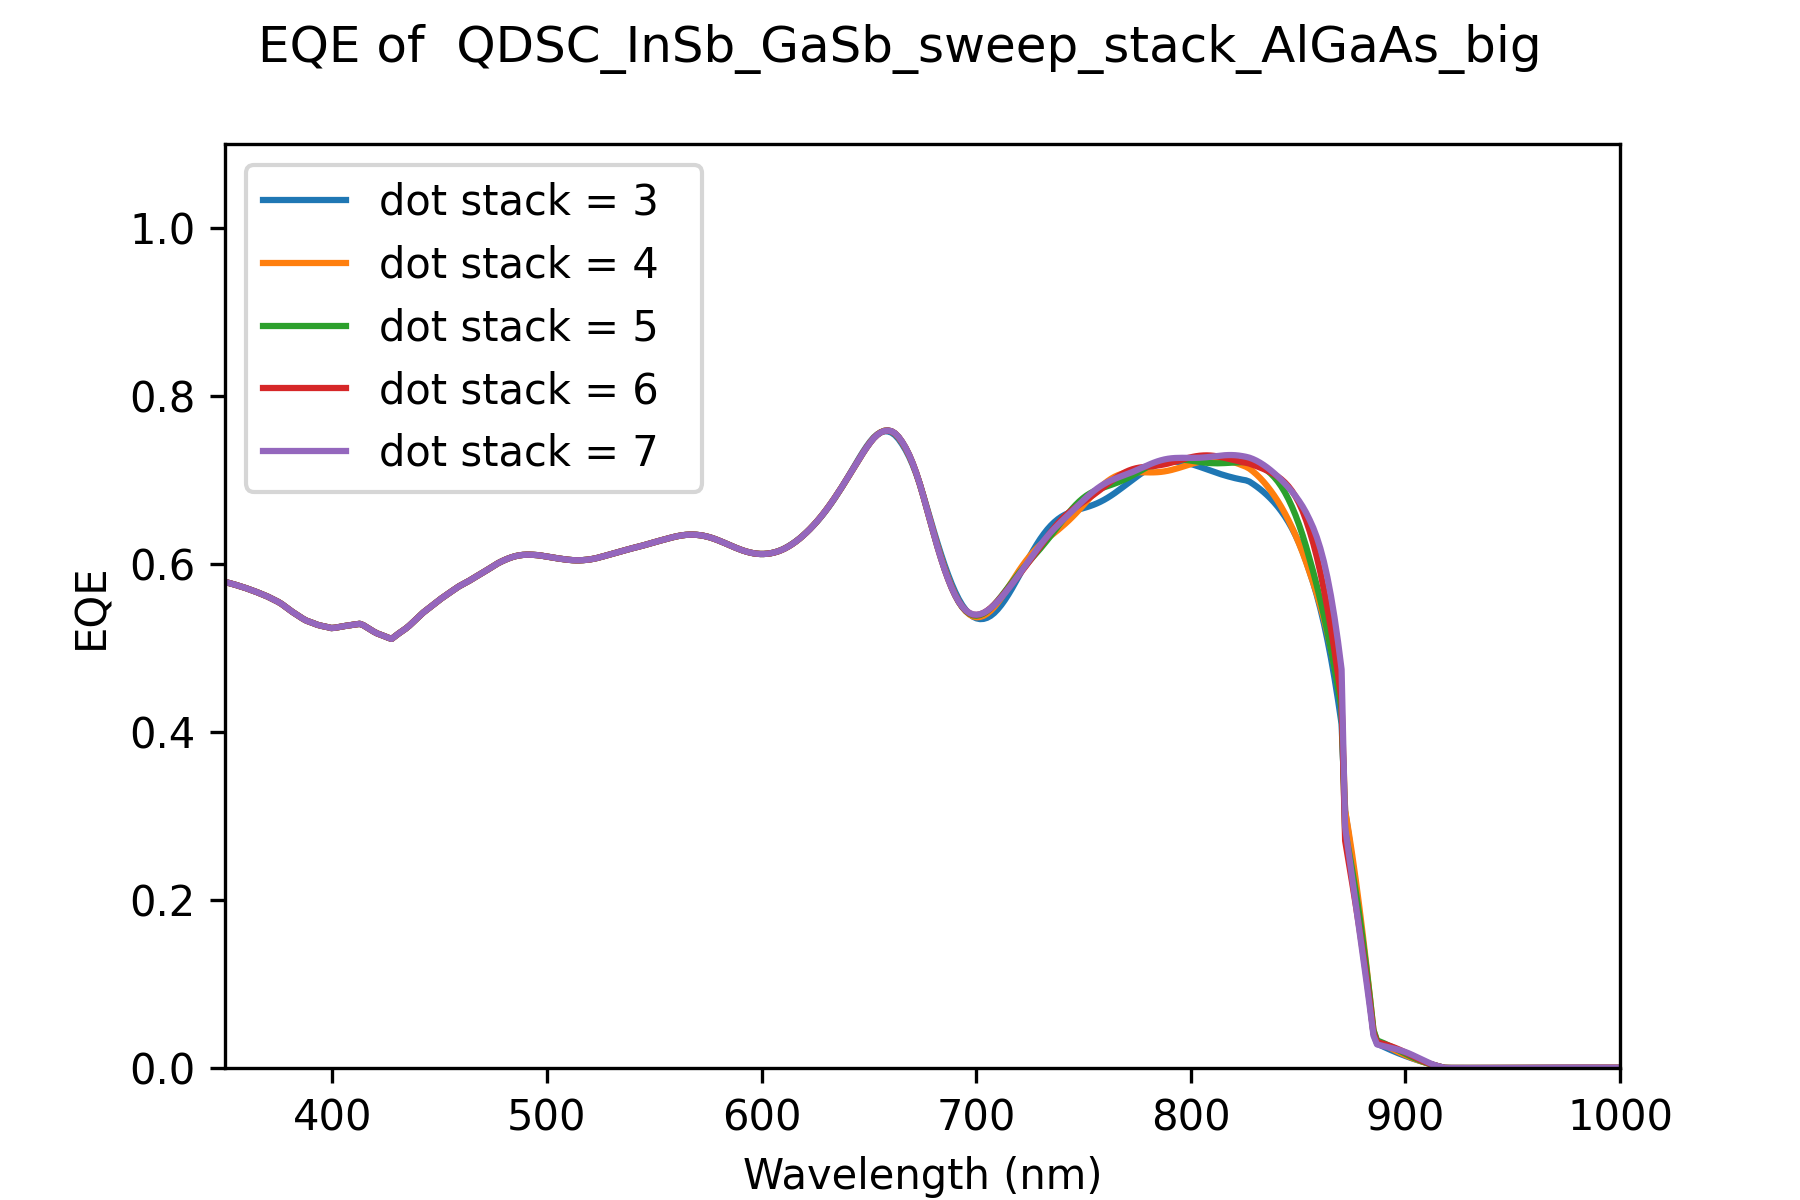 EQE of  QDSC_InSb_GaSb_sweep_stack_AlGaAs_big
dot stack = 3
dot stack = 4
dot stack = 5
dot stack = 6
dot stack = 7
1.0
0.8
0.6
0.4
0.2
0.0
EQE
400 500 600 700 800 900 1000
Wavelength (nm)